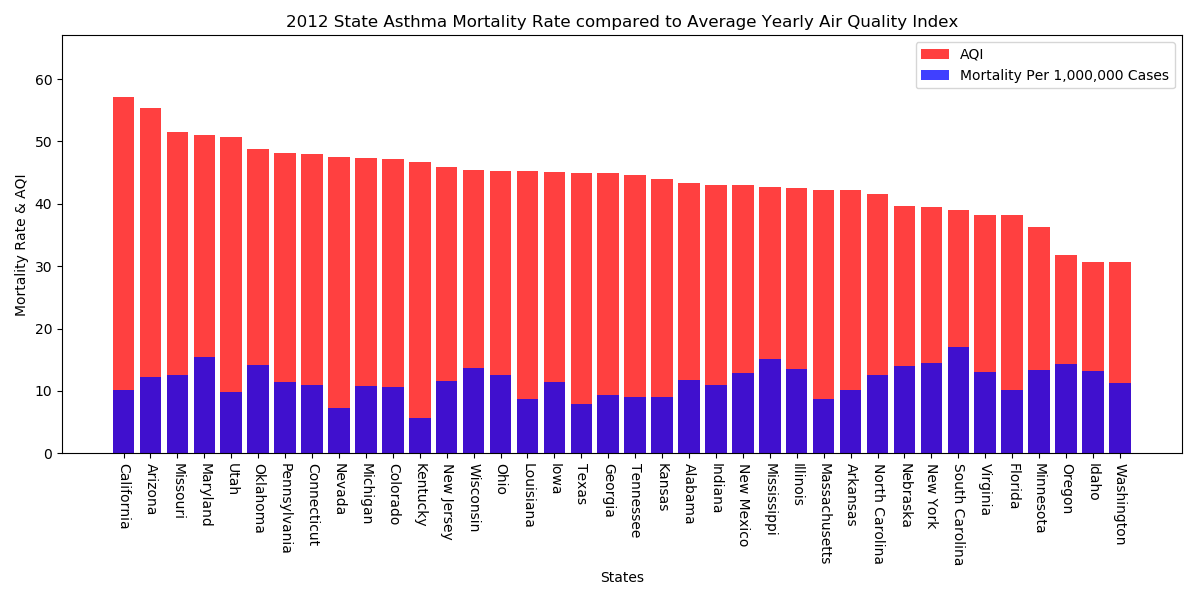 2012 State Asthma Mortality Rate compared to Average Yearly Air Quality Index
AQI
Mortality Per 1,000,000 Cases
Mortality Rate & AQI
60
50
40
30
20
10
0
California
Arizona
Missouri
Maryland
Utah
Oklahoma
Pennsylvania
Connecticut
Nevada
Michigan
Colorado
Kentucky
New Jersey
Wisconsin
Ohio
Louisiana
Iowa
Texas
Georgia
Tennessee
Kansas
Alabama
Indiana
New Mexico
Mississippi
Illinois
Massachusetts
Arkansas
North Carolina
Nebraska
New York
South Carolina
Virginia
Florida
Minnesota
Oregon
Idaho
Washington
States